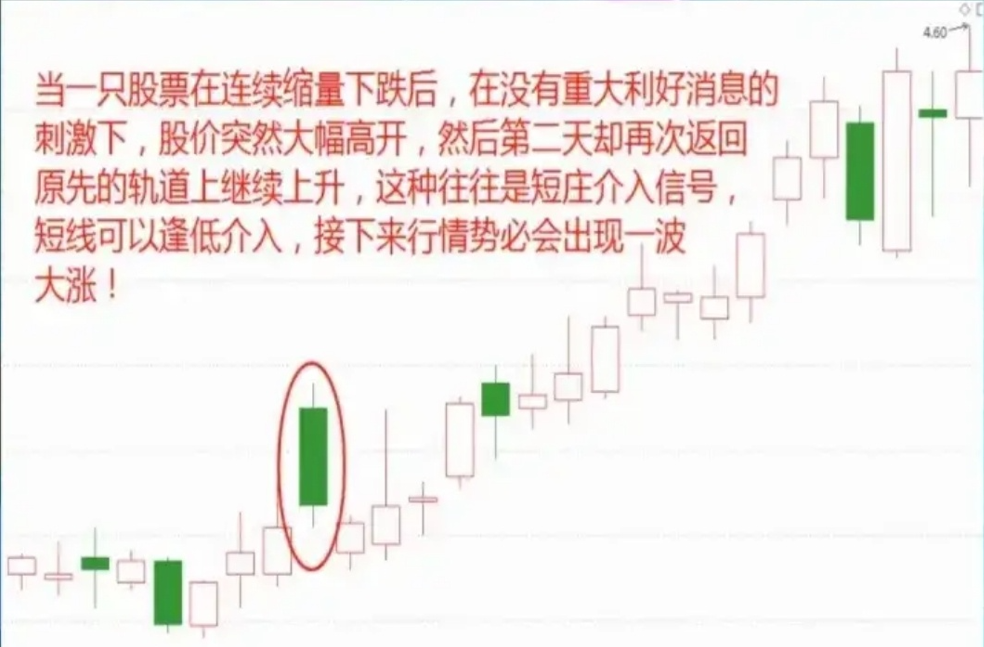 4.60
当一只股票在连续缩量下跌后，在没有重大利好消息的
刺激下，股价突然大幅高开，然后第二天却再次返回
原先的轨道上继续上升，这种往往是短庄介入信号，
短线可以逢低介入，接下来行情势必会出现一波
大涨！